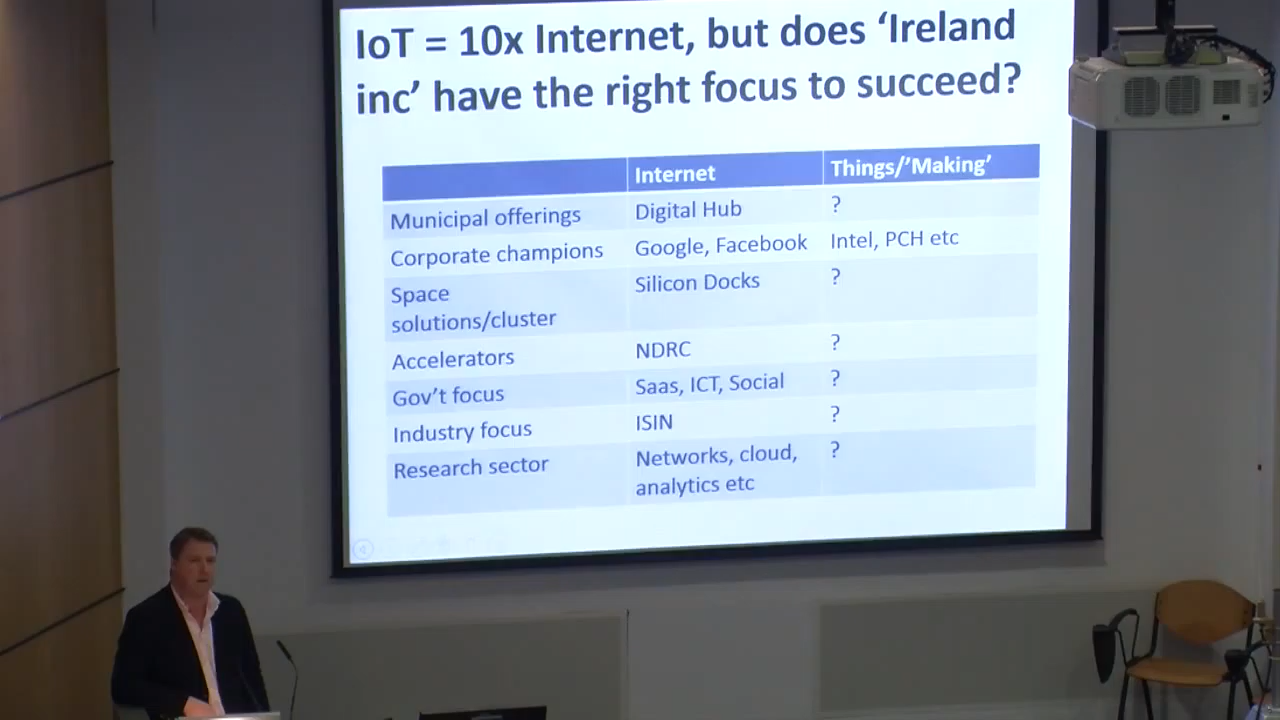 IoT = 10x Internet, but does ‘Ireland
inc’ have the right focus to succeed?
Internet
Things/’Making’
Municipal offerings
Digital Hub
?
Corporate champions
Google, Facebook
Intel, PCH etc
Space
solutions/cluster
Silicon Docks
?
Accelerators
NDRC
?
Gov’t focus
Saas, ICT, Social
?
Industry focus
ISIN
?
Research sector
Networks, cloud,
analytics etc
?